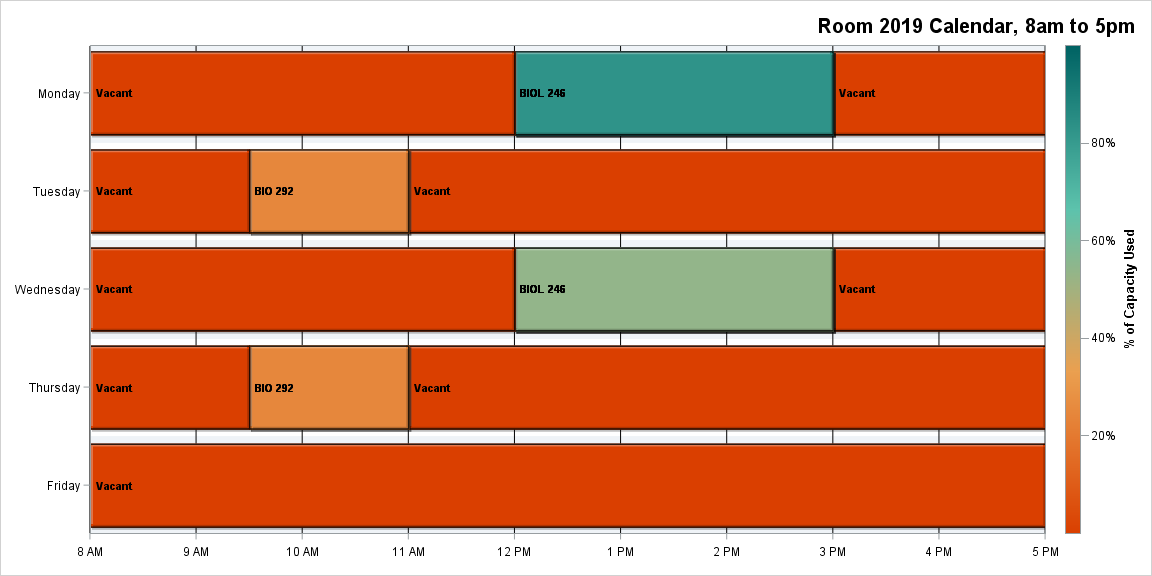 Room 2019 Calendar, 8am to 5pm
Monday
Vacant
BIOL 246
Vacant
Tuesday
Vacant
BIO 292
Vacant
Wednesday
Vacant
BIOL 246
Vacant
Thursday
Vacant
BIO 292
Vacant
Friday
Vacant
8 AM 9 AM 10 AM 11 AM 12 PM 1 PM 2 PM 3 PM 4 PM 5 PM
80%
60%
40%
20%
% of Capacity Used